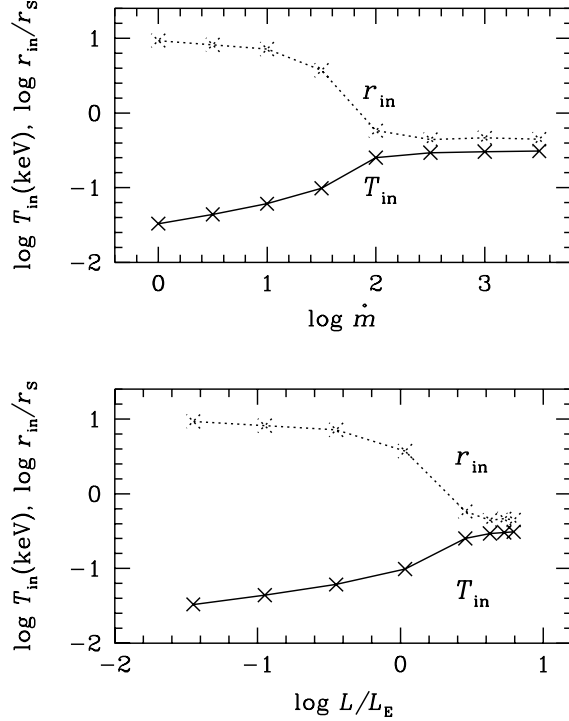 log T_in(keV), log r_in/r_S
1
0
−1
−2
r_in
T_in
0
1
2
3
log ṁ
log T_in(keV), log r_in/r_S
1
0
−1
−2
r_in
T_in
−2
−1
0
1
log L/L_E